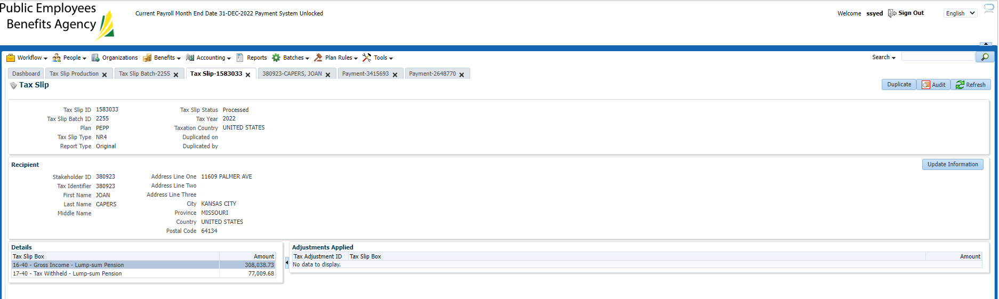 Public Employees
Benefits Agency
Current Payroll Month End Date 31-DEC-2022 Payment System Unlocked
Welcome ssyed Sign Out English
Workflow People Organizations Benefits Accounting Reports Batches Plan Rules Tools Search
Dashboard Tax Slip Production Tax Slip Batch-2255 Tax Slip-1583033 380923-CAPERS, JOAN Payment-3415693 Payment-2648770
Tax Slip Duplicate Audit Refresh
Tax Slip ID 1583033 Tax Slip Status Processed
Tax Slip Batch ID 2255 Tax Year 2022
Plan PEPP Taxation Country UNITED STATES
Tax Slip Type NR4 Duplicated on
Report Type Original Duplicated by
Recipient Update Information
Stakeholder ID 380923 Address Line One 11609 PALMER AVE
Tax Identifier 380923 Address Line Two
First Name JOAN Address Line Three
Last Name CAPERS City KANSAS CITY
Middle Name Province MISSOURI
Country UNITED STATES
Postal Code 64134
Details Adjustments Applied
Tax Slip Box Amount Tax Adjustment ID Tax Slip Box Amount
16-40 - Gross Income - Lump-sum Pension 308,038.73 No data to display.
17-40 - Tax Withheld - Lump-sum Pension 77,009.68